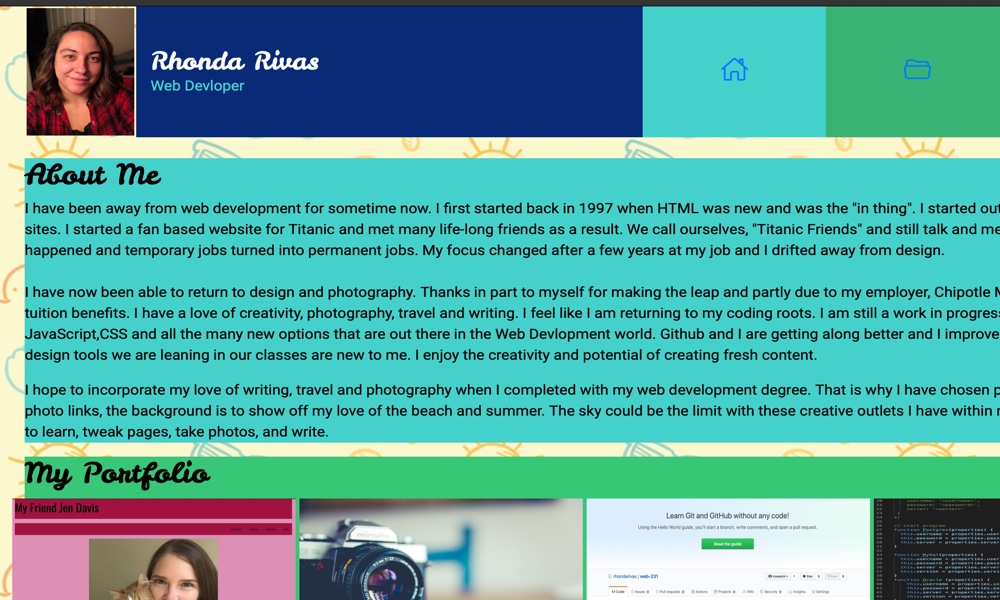 Rhonda Rivas
Web Devloper
About Me
I have been away from web development for sometime now. I first started back in 1997 when HTML was new and was the "in thing". I started out
sites. I started a fan based website for Titanic and met many life-long friends as a result. We call ourselves, "Titanic Friends" and still talk and me
happened and temporary jobs turned into permanent jobs. My focus changed after a few years at my job and I drifted away from design.
I have now been able to return to design and photography. Thanks in part to myself for making the leap and partly due to my employer, Chipotle M
tuition benefits. I have a love of creativity, photography, travel and writing. I feel like I am returning to my coding roots. I am still a work in progress
JavaScript,CSS and all the many new options that are out there in the Web Devlopment world. Github and I are getting along better and I improve
design tools we are leaning in our classes are new to me. I enjoy the creativity and potential of creating fresh content.
I hope to incorporate my love of writing, travel and photography when I completed with my web development degree. That is why I have chosen p
photo links, the background is to show off my love of the beach and summer. The sky could be the limit with these creative outlets I have within
to learn, tweak pages, take photos, and write.
My Portfolio
My Friend Jen Davis
Learn Git and GitHub without any code!
Using the Hello World guide, you'll start a branch, write comments, and open a pull request.
Read the guide
rhondarivas / web-231
Code Issues Pull requests Actions Projects Wiki Security Insights Settings